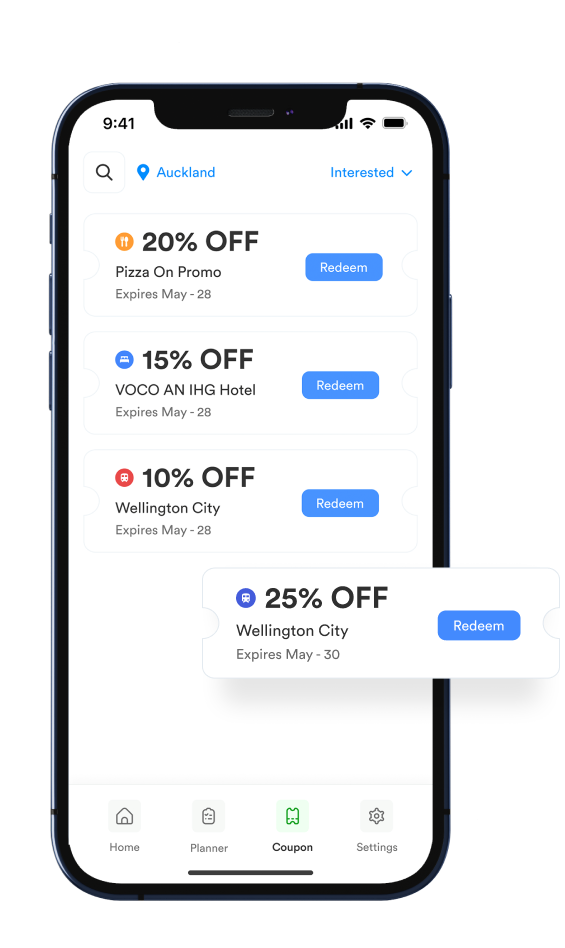 9:41
Auckland
Interested
20% OFF
Pizza On Promo
Expires May - 28
Redeem
15% OFF
VOCO AN IHG Hotel
Expires May - 28
Redeem
10% OFF
Wellington City
Expires May - 28
Redeem
25% OFF
Wellington City
Expires May - 30
Redeem
Home
Planner
Coupon
Settings